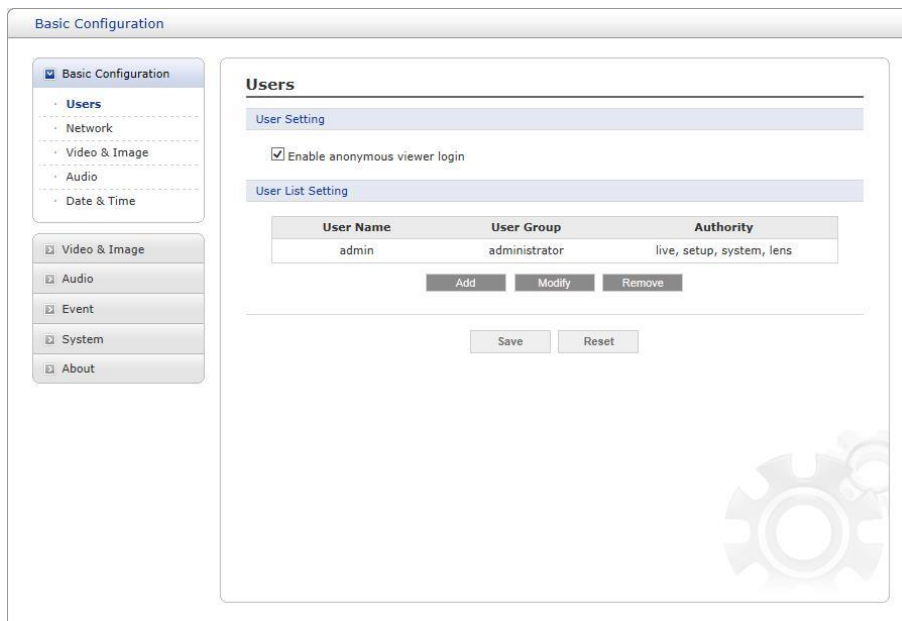 Basic Configuration
Basic Configuration
Users
Network
Video & Image
Audio
Date & Time
Video & Image
Audio
Event
System
About
Users
User Setting
Enable anonymous viewer login
User List Setting
User Name User Group Authority
admin administrator live, setup, system, lens
Add Modify Remove
Save Reset